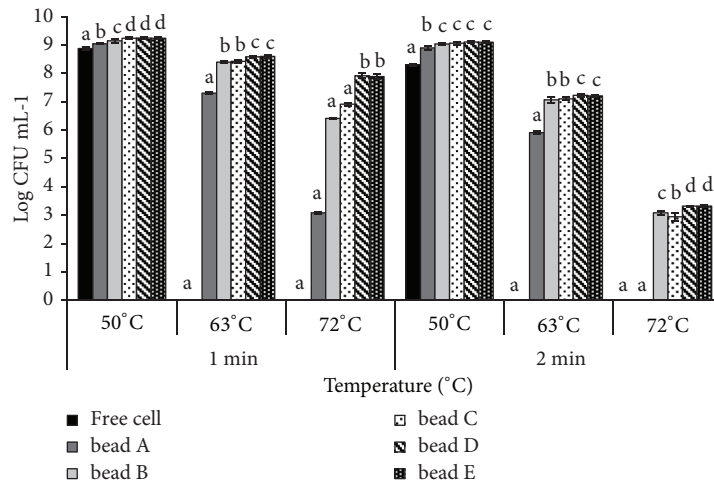 Log CFU mL-1
10
9
8
7
6
5
4
3
2
1
0
a b c d d d
a a b b c c
a a a a b b
a b c c c c
a a b b c c
a a c b d d
50°C 63°C 72°C 50°C 63°C 72°C
1 min 2 min
Temperature (°C)
Free cell
bead A
bead B
bead C
bead D
bead E